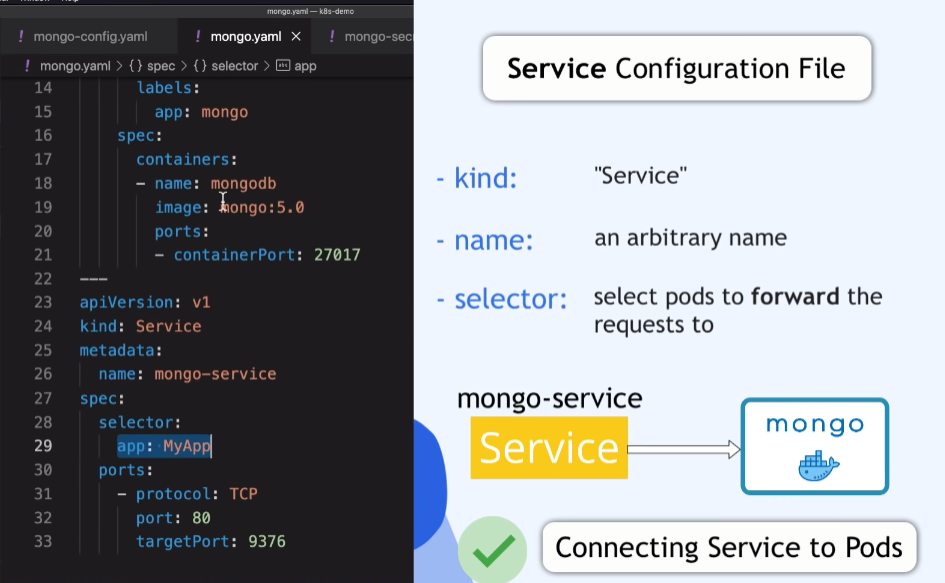 mongo.yaml — k8s-demo
! mongo-config.yaml
! mongo.yaml ×
! mongo-sec
! mongo.yaml > {} spec > {} selector > abc app
14 labels:
15 app: mongo
16 spec:
17 containers:
18 - name: mongodb
19 image: mongo:5.0
20 ports:
21 - containerPort: 27017
22 ---
23 apiVersion: v1
24 kind: Service
25 metadata:
26 name: mongo-service
27 spec:
28 selector:
29 app: MyApp
30 ports:
31 - protocol: TCP
32 port: 80
33 targetPort: 9376
Service Configuration File
- kind: "Service"
- name: an arbitrary name
- selector: select pods to forward the
requests to
mongo-service
Service
mongo
Connecting Service to Pods